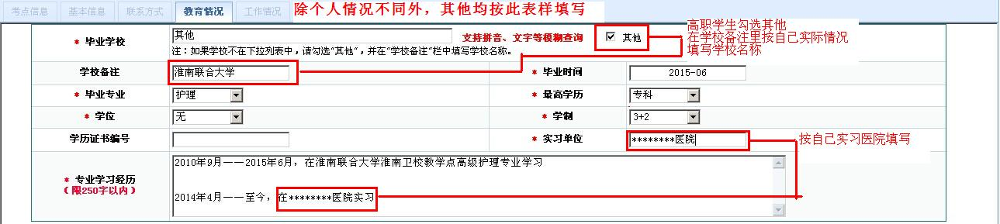 考点信息 基本信息 联系方式 教育情况 工作情况 除个人情况不同外，其他均按此表样填写
* 毕业学校 其他 支持拼音、文字等模糊查询 其他
注：如果学校不在下拉列表中，请勾选"其他"，并在"学校备注"栏中填写学校名称。
高职学生勾选其他
在学校备注里按自己实际情况
填写学校名称
学校备注 淮南联合大学 * 毕业时间 2015-06
* 毕业专业 护理 * 最高学历 专科
* 学位 无 * 学制 3+2
学历证书编号 * 实习单位 ********医院 按自己实习医院填写
* 专业学习经历
（限250字以内）
2010年9月——2015年6月，在淮南联合大学淮南卫校教学点高级护理专业学习
2014年4月——至今，在********医院实习